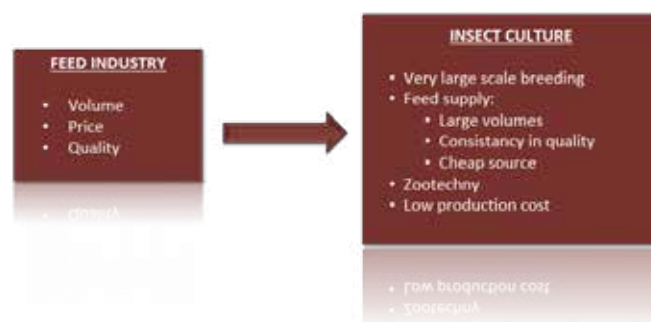 FEED INDUSTRY
• Volume
• Price
• Quality
INSECT CULTURE
• Very large scale breeding
• Feed supply:
• Large volumes
• Consistancy in quality
• Cheap source
• Zootechny
• Low production cost